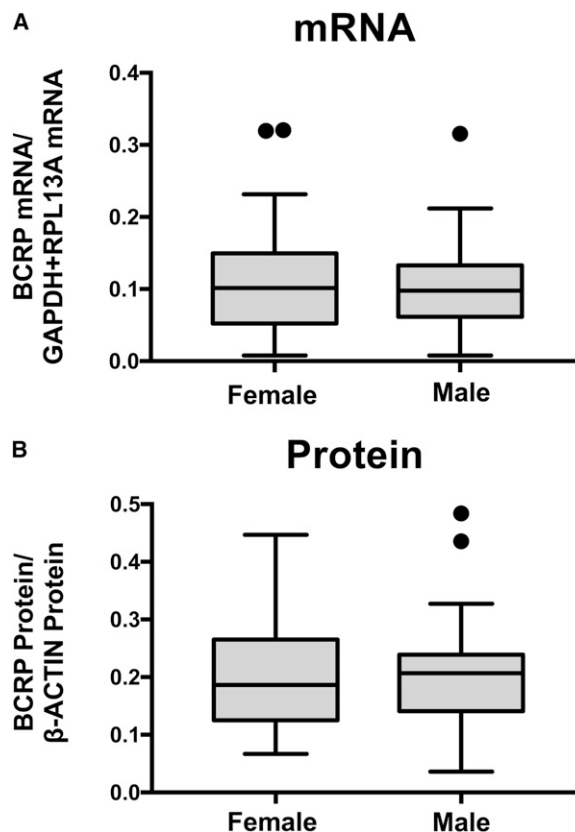 A
mRNA
BCRP mRNA/
GAPDH+RPL13A mRNA
0.4
0.3
0.2
0.1
0.0
Female Male
B
Protein
BCRP Protein/
β-ACTIN Protein
0.5
0.4
0.3
0.2
0.1
0.0
Female Male